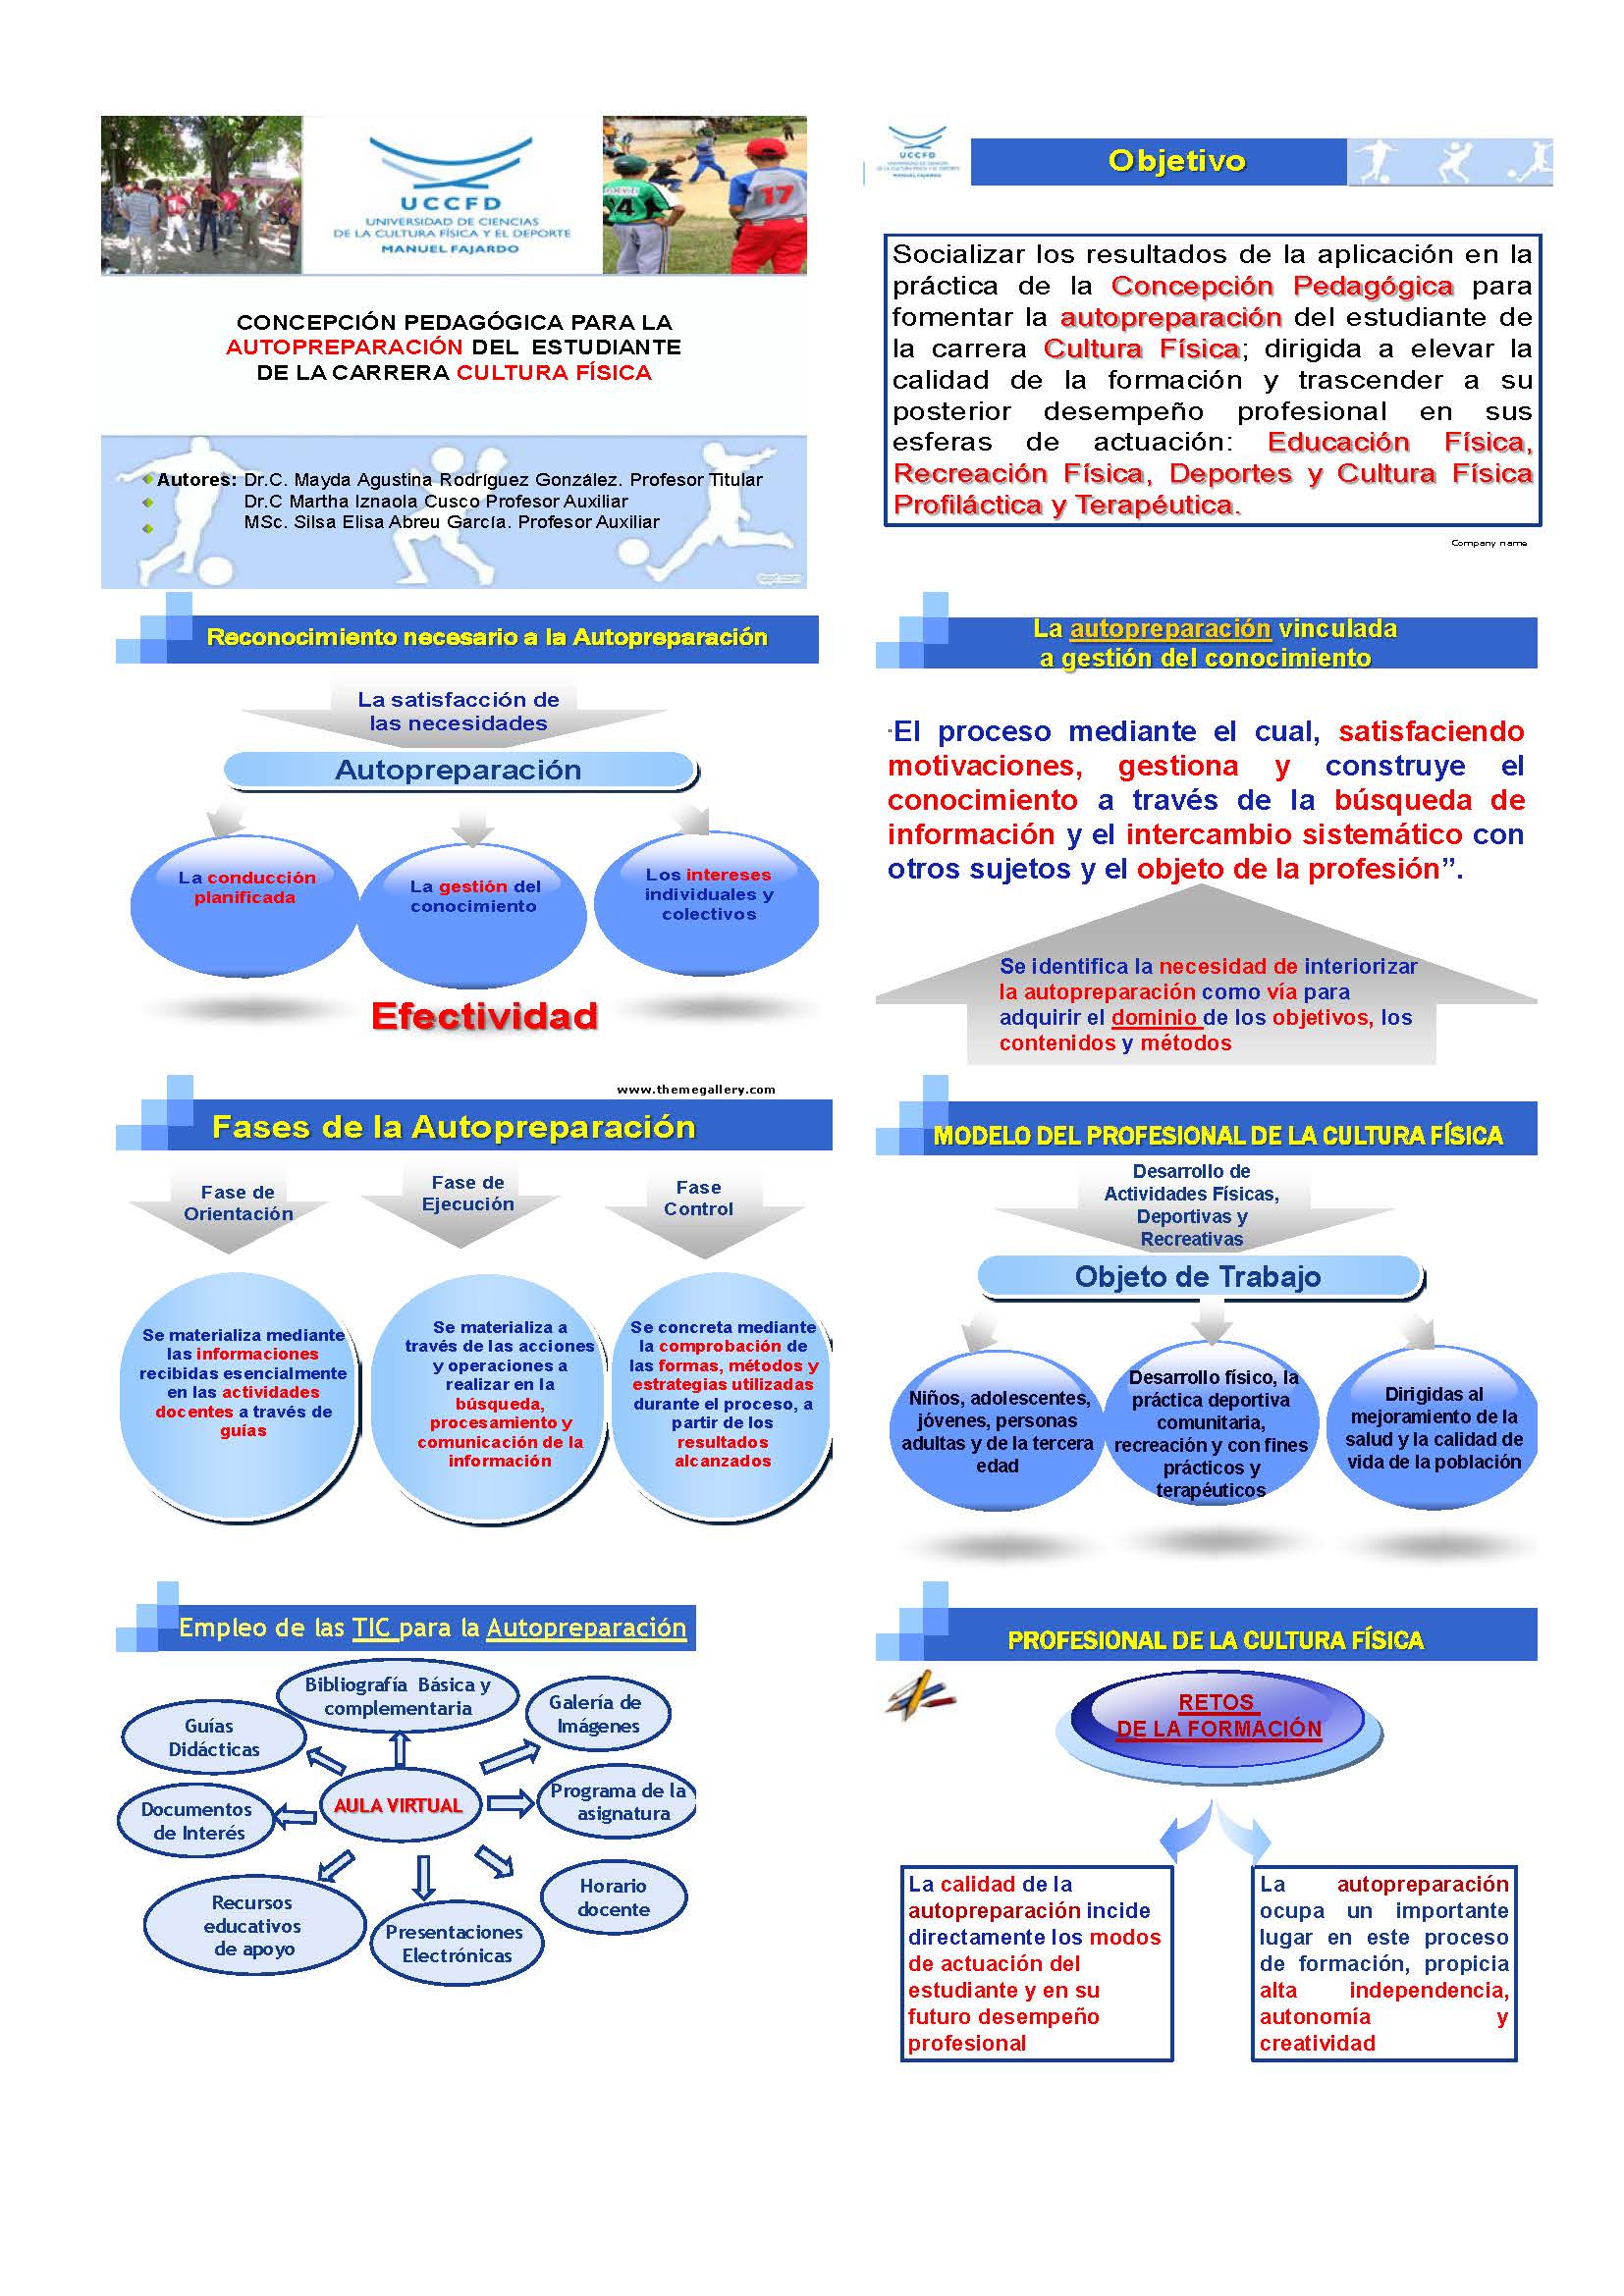 UCCFD
UNIVERSIDAD DE CIENCIAS
DE LA CULTURA FÍSICA Y EL DEPORTE
MANUEL FAJARDO
14
17
CONCEPCIÓN PEDAGÓGICA PARA LA
AUTOPREPARACIÓN DEL ESTUDIANTE
DE LA CARRERA CULTURA FÍSICA
Autores: Dr.C. Mayda Agustina Rodríguez González. Profesor Titular
Dr.C Martha Iznaola Cusco Profesor Auxiliar
MSc. Silsa Elisa Abreu García. Profesor Auxiliar
UCCFD
UNIVERSIDAD DE CIENCIAS
DE LA CULTURA FÍSICA Y EL DEPORTE
MANUEL FAJARDO
Objetivo
Socializar los resultados de la aplicación en la
práctica de la Concepción Pedagógica para
fomentar la autopreparación del estudiante de
la carrera Cultura Física; dirigida a elevar la
calidad de la formación y trascender a su
posterior desempeño profesional en sus
esferas de actuación: Educación Física,
Recreación Física, Deportes y Cultura Física
Profiláctica y Terapéutica.
Company name
Reconocimiento necesario a la Autopreparación
La satisfacción de
las necesidades
Autopreparación
La conducción
planificada
La gestión del
conocimiento
Los intereses
individuales y
colectivos
Efectividad
www.themegallery.com
La autopreparación vinculada
a gestión del conocimiento
El proceso mediante el cual, satisfaciendo
motivaciones, gestiona y construye el
conocimiento a través de la búsqueda de
información y el intercambio sistemático con
otros sujetos y el objeto de la profesión”.
Se identifica la necesidad de interiorizar
la autopreparación como vía para
adquirir el dominio de los objetivos, los
contenidos y métodos
Fases de la Autopreparación
Fase de
Orientación
Fase de
Ejecución
Fase
Control
Se materializa mediante
las informaciones
recibidas esencialmente
en las actividades
docentes a través de
guías
Se materializa a
través de las acciones
y operaciones a
realizar en la
búsqueda,
procesamiento y
comunicación de la
información
Se concreta mediante
la comprobación de
las formas, métodos y
estrategias utilizadas
durante el proceso, a
partir de los
resultados
alcanzados
MODELO DEL PROFESIONAL DE LA CULTURA FÍSICA
Desarrollo de
Actividades Físicas,
Deportivas y
Recreativas
Objeto de Trabajo
Niños, adolescentes,
jóvenes, personas
adultas y de la tercera
edad
Desarrollo físico, la
práctica deportiva
comunitaria,
recreación y con fines
prácticos y
terapéuticos
Dirigidas al
mejoramiento de la
salud y la calidad de
vida de la población
Empleo de las TIC para la Autopreparación
Bibliografía Básica y
complementaria
Galería de
Imágenes
Guías
Didácticas
AULA VIRTUAL
Programa de la
asignatura
Documentos
de Interés
Horario
docente
Recursos
educativos
de apoyo
Presentaciones
Electrónicas
PROFESIONAL DE LA CULTURA FÍSICA
RETOS
DE LA FORMACIÓN
La calidad de la
autopreparación incide
directamente los modos
de actuación del
estudiante y en su
futuro desempeño
profesional
La autopreparación
ocupa un importante
lugar en este proceso
de formación, propicia
alta independencia,
autonomía y
creatividad